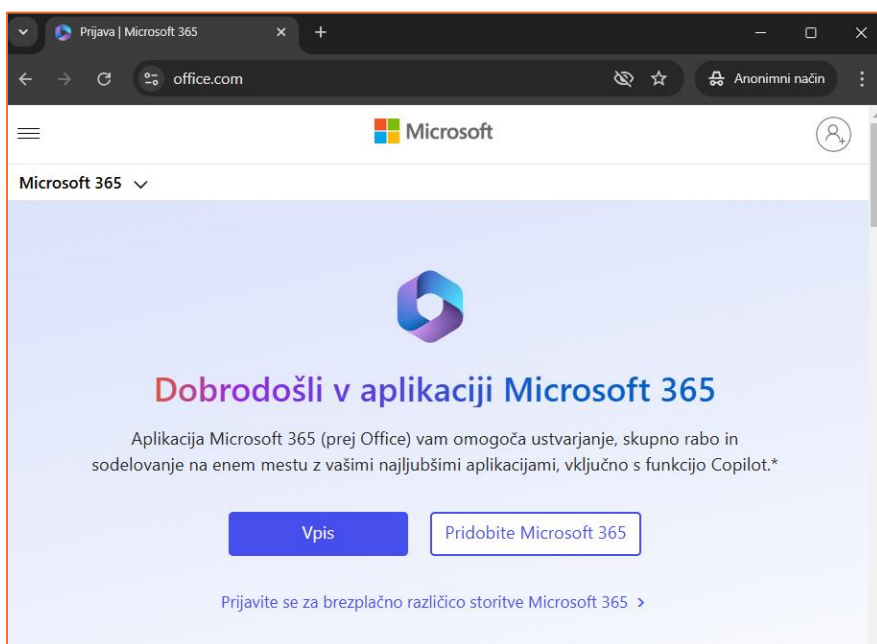 Prijava | Microsoft 365
office.com
Anonimni način
Microsoft
Microsoft 365
Dobrodošli v aplikaciji Microsoft 365
Aplikacija Microsoft 365 (prej Office) vam omogoča ustvarjanje, skupno rabo in
sodelovanje na enem mestu z vašimi najljubšimi aplikacijami, vključno s funkcijo Copilot.*
Vpis
Pridobite Microsoft 365
Prijavite se za brezplačno različico storitve Microsoft 365 >